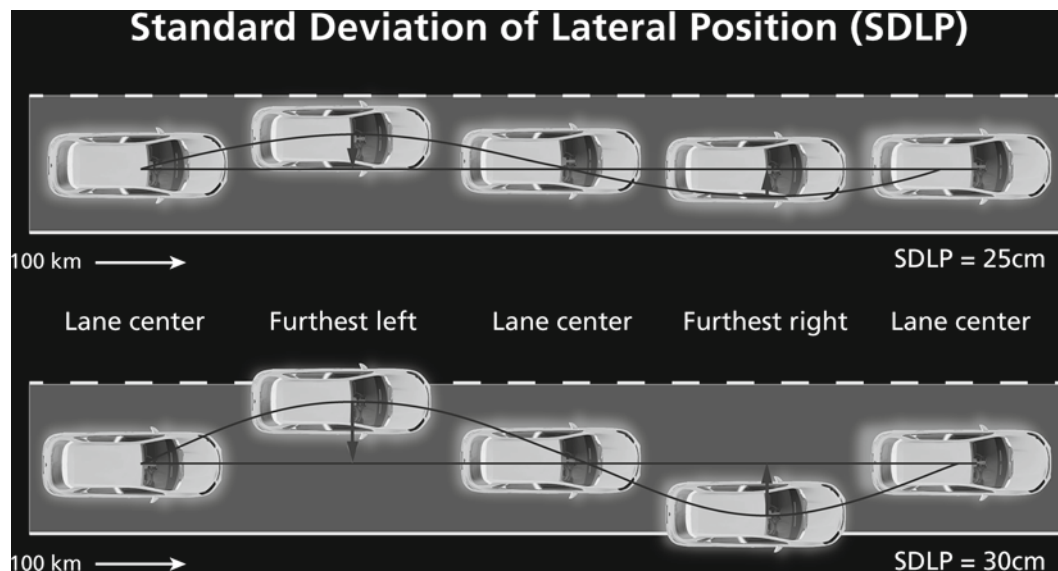 Standard Deviation of Lateral Position (SDLP)
100 km
SDLP = 25cm
Lane center
Furthest left
Lane center
Furthest right
Lane center
100 km
SDLP = 30cm